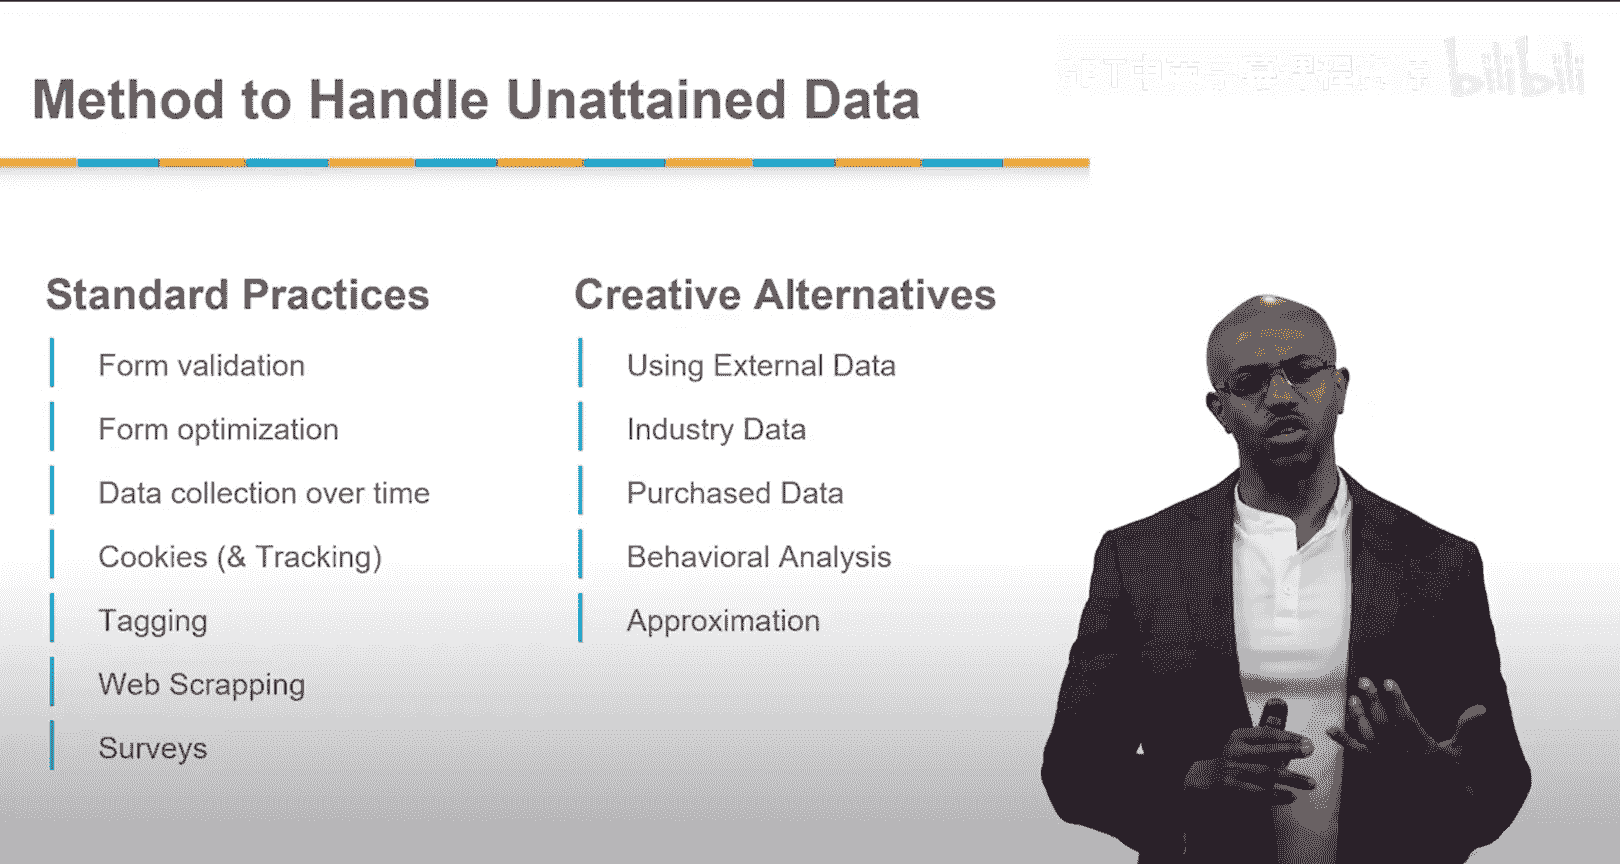 Method to Handle Unattained Data
bilibili
Standard Practices
Form validation
Form optimization
Data collection over time
Cookies (& Tracking)
Tagging
Web Scrapping
Surveys
Creative Alternatives
Using External Data
Industry Data
Purchased Data
Behavioral Analysis
Approximation